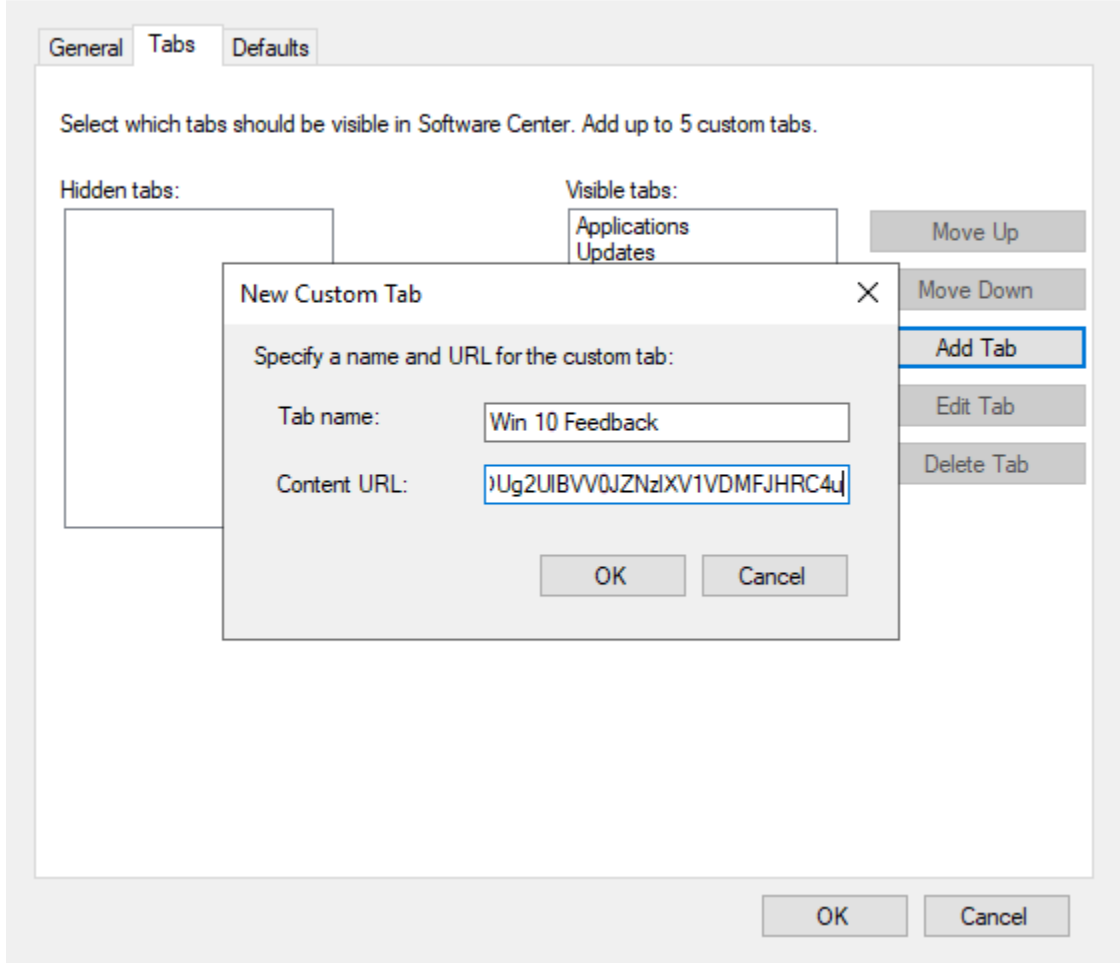 General Tabs Defaults
Select which tabs should be visible in Software Center. Add up to 5 custom tabs.
Hidden tabs: Visible tabs:
Applications
Updates
Move Up
Move Down
Add Tab
Edit Tab
Delete Tab
New Custom Tab
Specify a name and URL for the custom tab:
Tab name: Win 10 Feedback
Content URL:
OK Cancel
OK Cancel